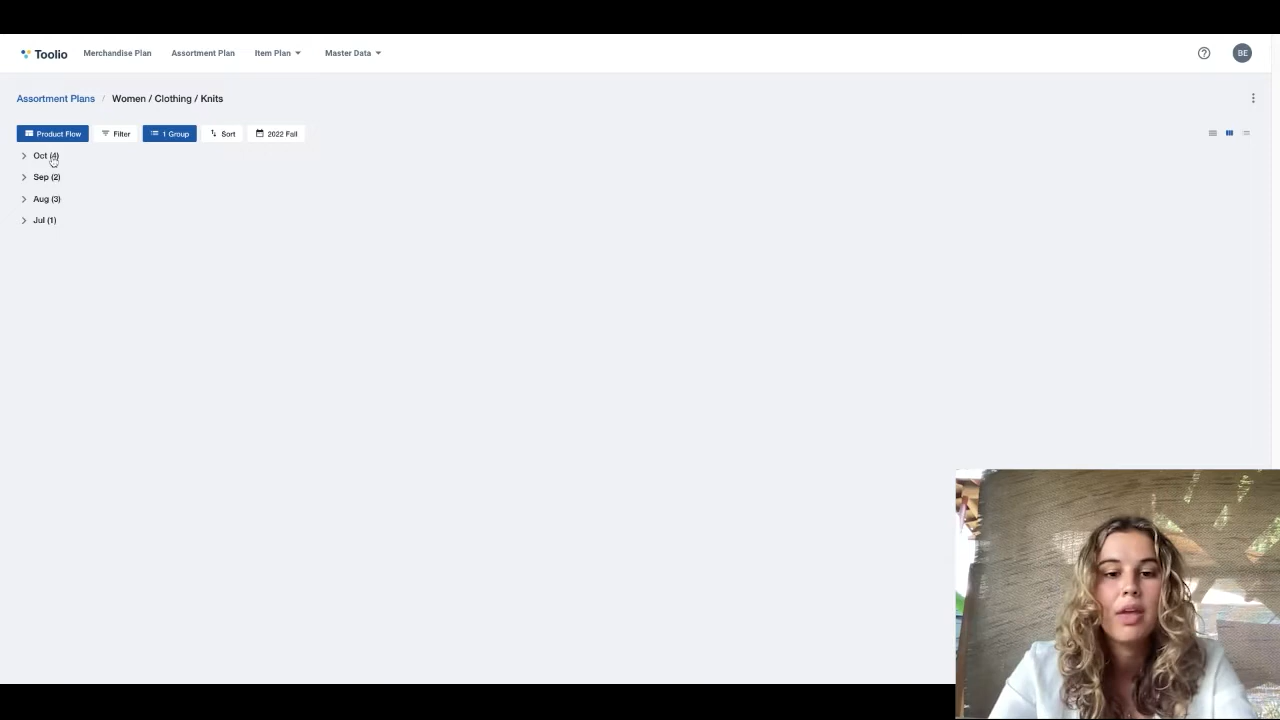 Toolio Merchandise Plan Assortment Plan Item Plan Master Data BE
Assortment Plans / Women / Clothing / Knits
Product Flow Filter 1 Group Sort 2022 Fall
Oct (4)
Sep (2)
Aug (3)
Jul (1)